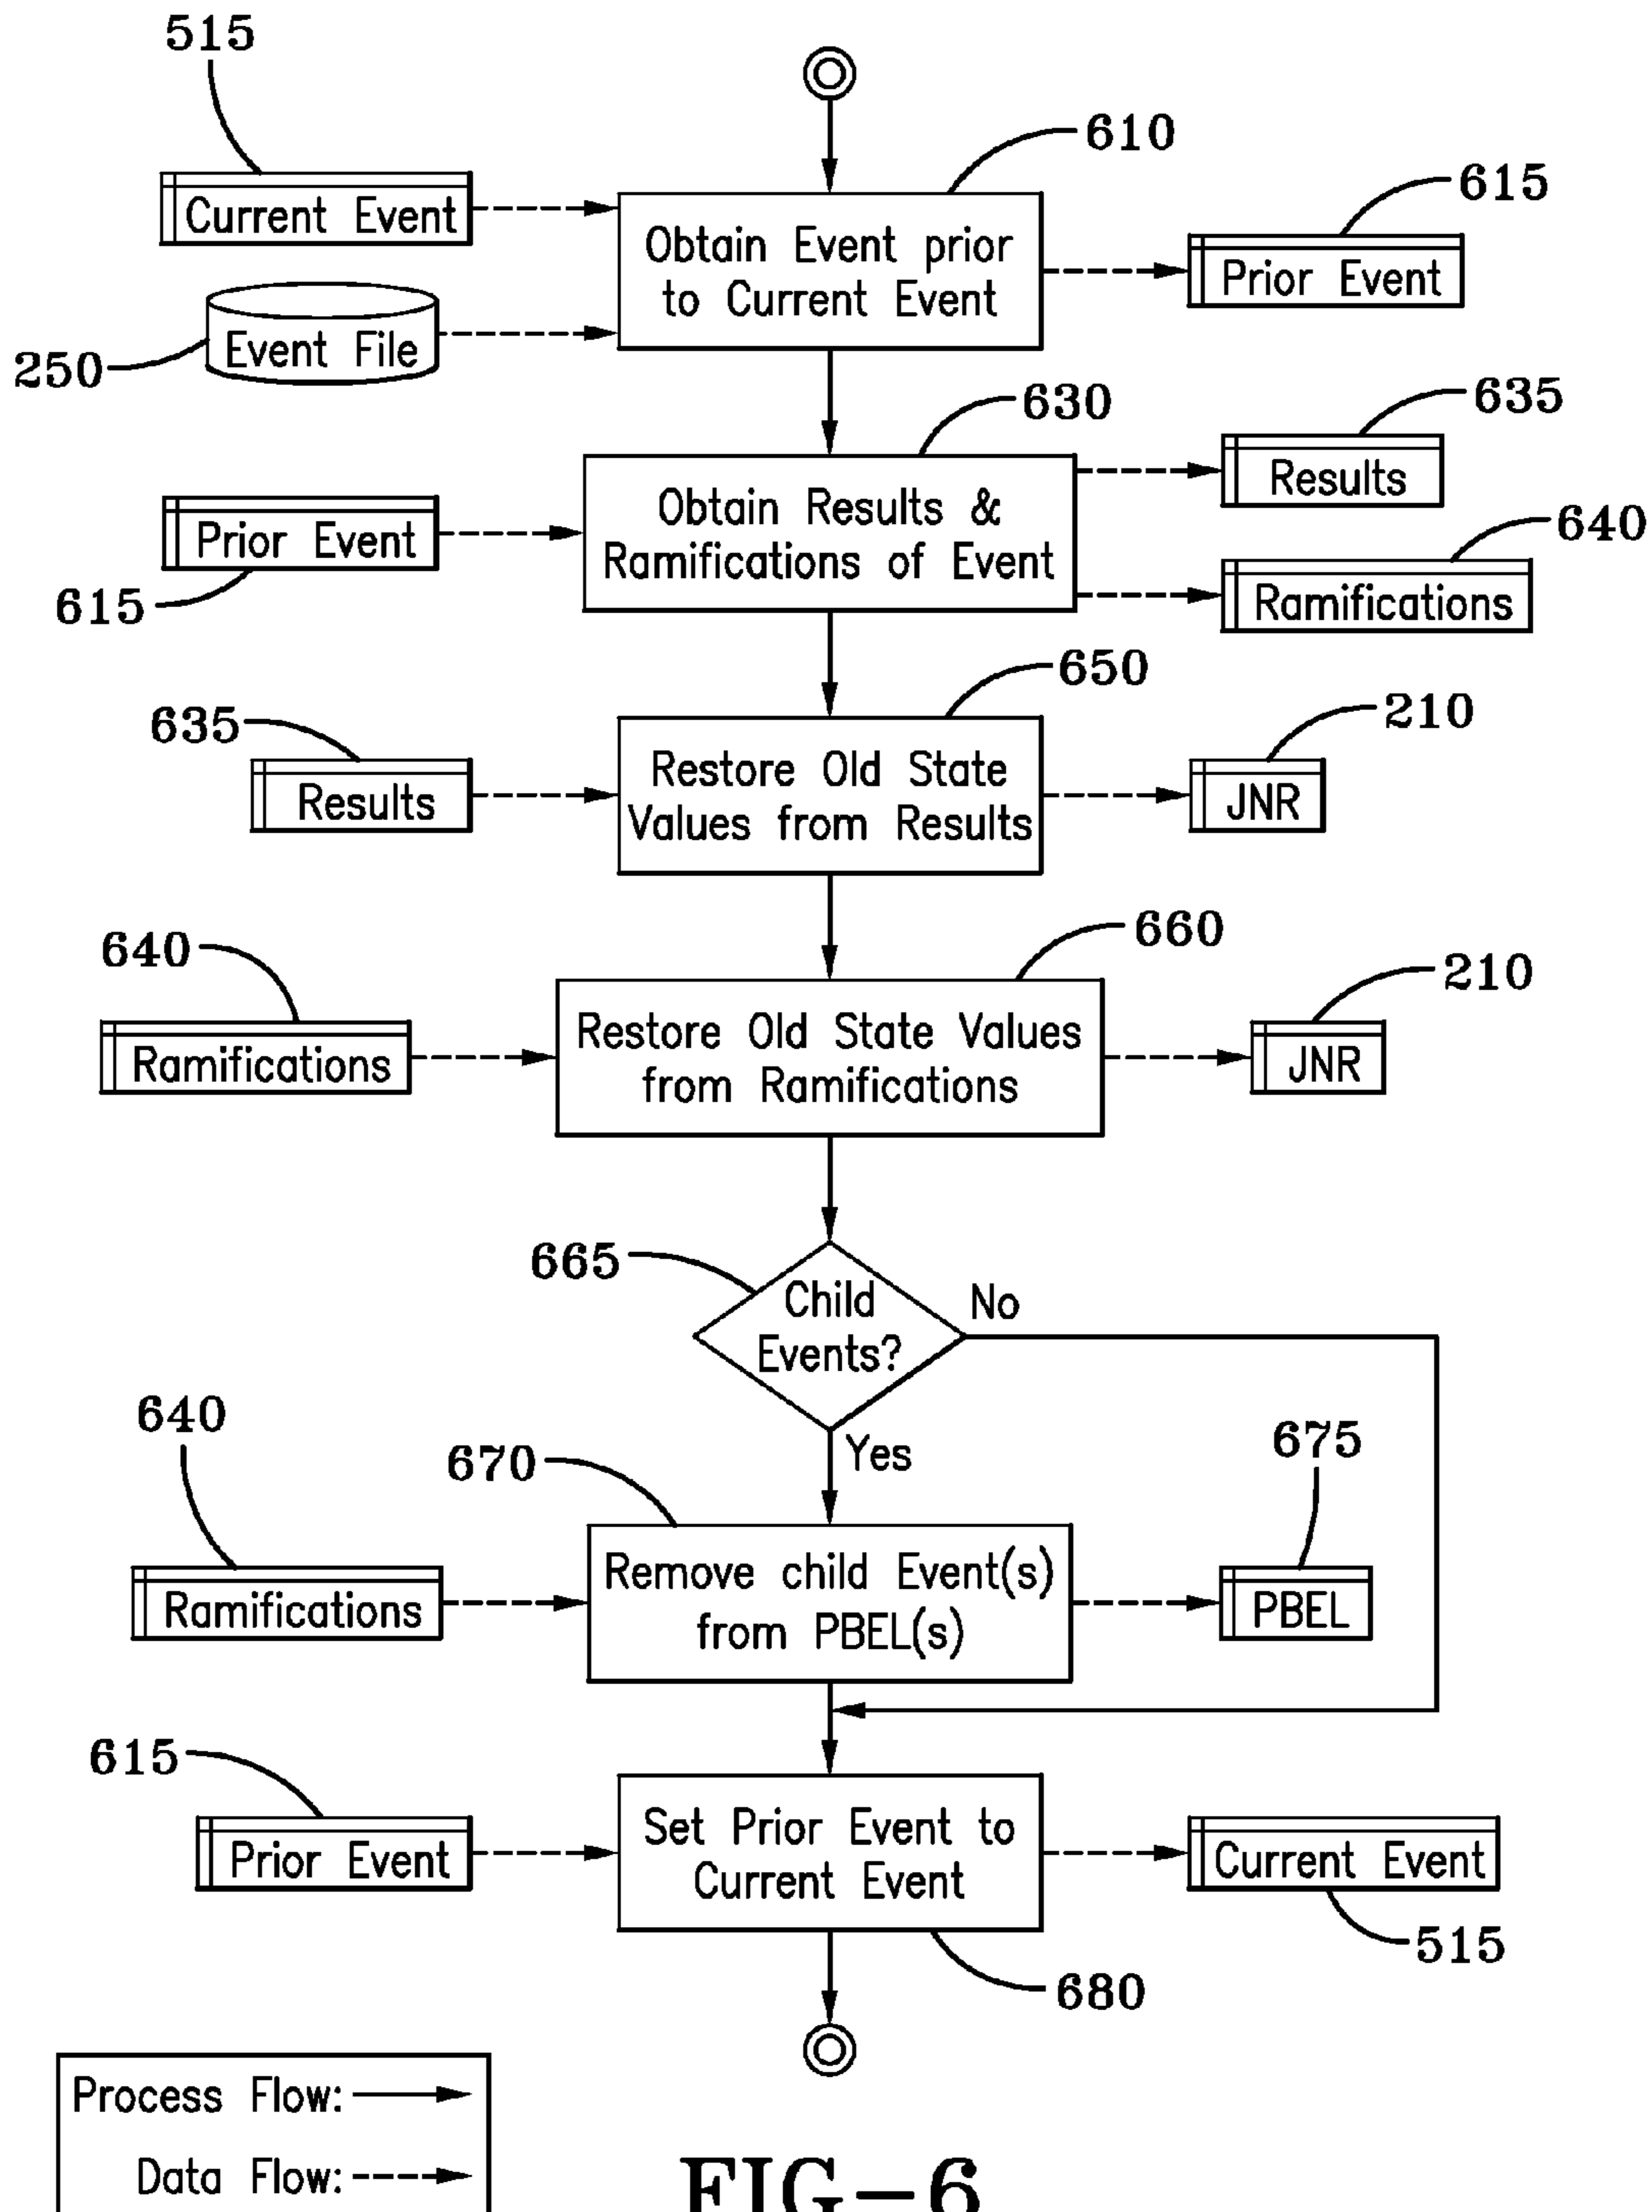 515
610
615
Current Event
Obtain Event prior
to Current Event
Prior Event
Event File
250
630
635
Results
Obtain Results &
Ramifications of Event
640
Prior Event
Ramifications
615
650
635
210
Restore Old State
Values from Results
Results
JNR
660
640
210
Restore Old State Values
from Ramifications
Ramifications
JNR
665
Child
Events?
No
640
675
670
Yes
Remove child Event(s)
from PBEL(s)
Ramifications
PBEL
615
Set Prior Event to
Current Event
Prior Event
Current Event
515
680
Process Flow:
Data Flow:
FIG-6